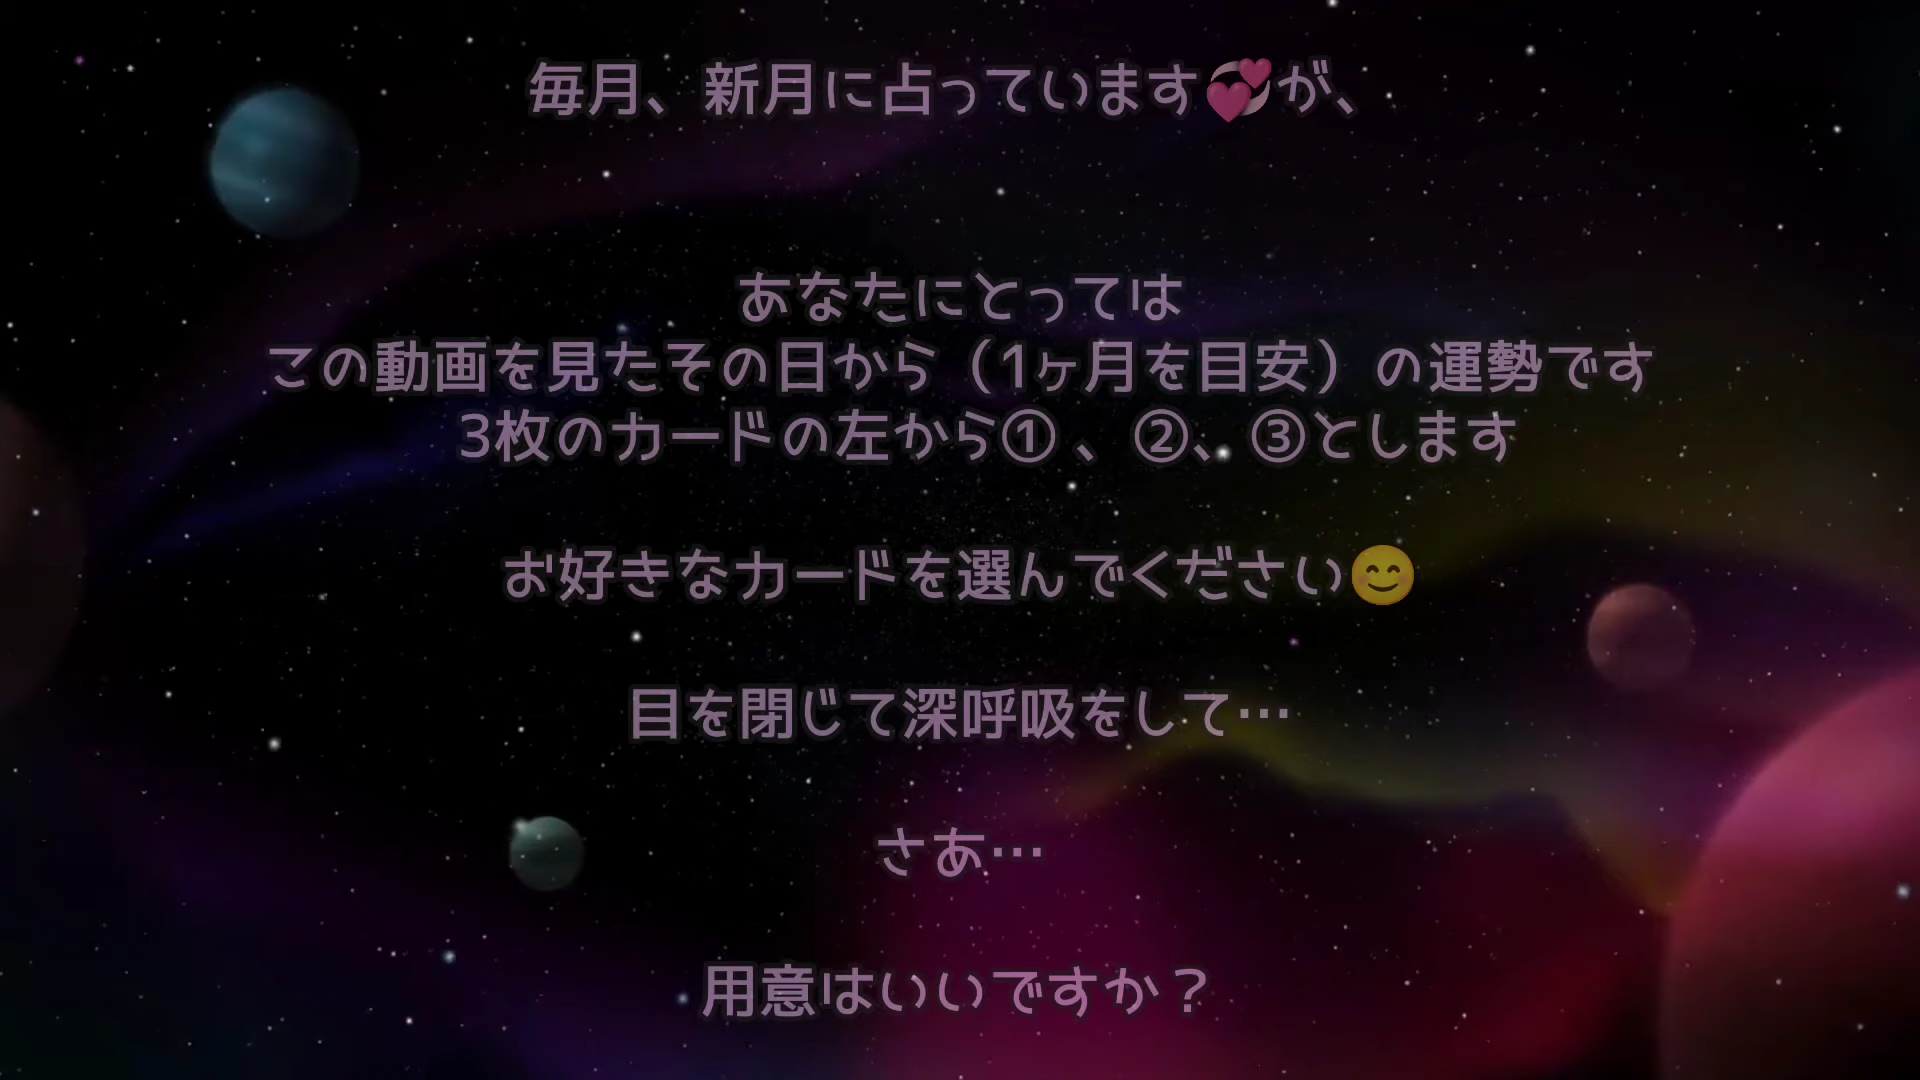 毎月、新月に占っています💞が、
あなたにとっては
この動画を見たその日から（1ヶ月を目安）の運勢です
3枚のカードの左から① 、②、③とします
お好きなカードを選んでください😊
目を閉じて深呼吸をして…
さあ…
用意はいいですか？